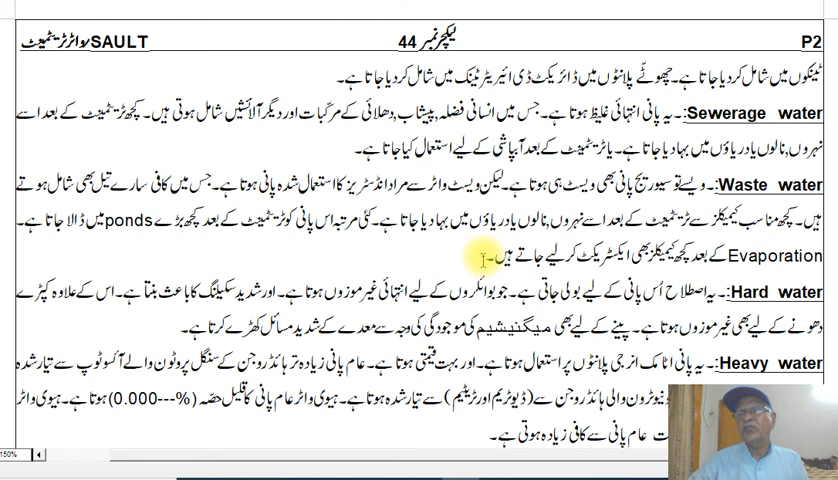 P2 لیکچر نمبر 44 SAULT واٹر ٹریٹمنٹ
ٹینکوں میں شامل کر دیا جاتا ہے۔ چھوٹے پلانٹوں میں ڈائریکٹ ڈی ائیریٹر ٹینک میں شامل کر دیا جاتا ہے۔
Sewerage water:۔ یہ پانی انتہائی غلیظ ہوتا ہے۔ جس میں انسانی فضلہ, پیشاب, دھلائی کے مرکبات اور دیگر آلائشیں شامل ہوتی ہیں۔ کچھ ٹریٹمنٹ کے بعد اسے
نہروں, نالوں یا دریاؤں میں بہا دیا جاتا ہے۔ یا ٹریٹمنٹ کے بعد آبپاشی کے لیے استعمال کیا جاتا ہے۔
Waste water:۔ ویسے تو سیوریج پانی بھی ویسٹ ہی ہوتا ہے۔ لیکن ویسٹ واٹر سے مراد انڈسٹریز کا استعمال شدہ پانی ہوتا ہے۔ جس میں کافی سارے تیل بھی شامل ہوتے
ہیں۔ کچھ مناسب کیمیکلز سے ٹریٹمنٹ کے بعد اسے نہروں, نالوں یا دریاؤں میں بہا دیا جاتا ہے۔ کئی مرتبہ اس پانی کو ٹریٹمنٹ کے بعد کچھ بڑے ponds میں ڈالا جاتا ہے۔
Evaporation کے بعد کچھ کیمیکلز بھی ایکسٹریکٹ کر لیے جاتے ہیں۔
Hard water:۔ یہ اصطلاح اُس پانی کے لیے بولی جاتی ہے۔ جو بوائلروں کے لیے انتہائی غیر موزوں ہوتا ہے۔ اور شدید سکیلنگ کا باعث بنتا ہے۔ اس کے علاوہ کپڑے
دھونے کے لیے بھی غیر موزوں ہوتا ہے۔ پینے کے لیے بھی میگنیشیم کی موجودگی کی وجہ سے معدے کے شدید مسائل کھڑے کرتا ہے۔
Heavy water:۔ یہ پانی اٹامک انرجی پلانٹوں پر استعمال ہوتا ہے۔ اور بہت قیمتی ہوتا ہے۔ عام پانی زیادہ تر ہائڈروجن کے سنگل پروٹون والے آئسوٹوپ سے تیار شدہ
نیوٹرون والی ہائڈروجن سے (ڈیوٹریم اور ٹریٹیم) سے تیار شدہ ہوتا ہے۔ ہیوی واٹر عام پانی کا قلیل حصّہ (%---0.000) ہوتا ہے۔ ہیوی واٹر
عام پانی سے کافی زیادہ ہوتی ہے۔
150%